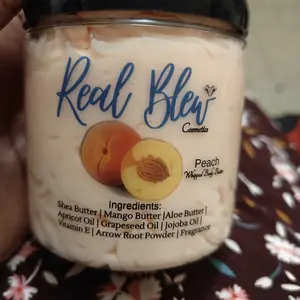 Real Blew
Cosmetics
Peach
Whipped Body Butter
Ingredients:
Shea Butter | Mango Butter | Aloe Butter |
Apricot Oil | Grapeseed Oil | Jojoba Oil |
Vitamin E | Arrow Root Powder | Fragrance